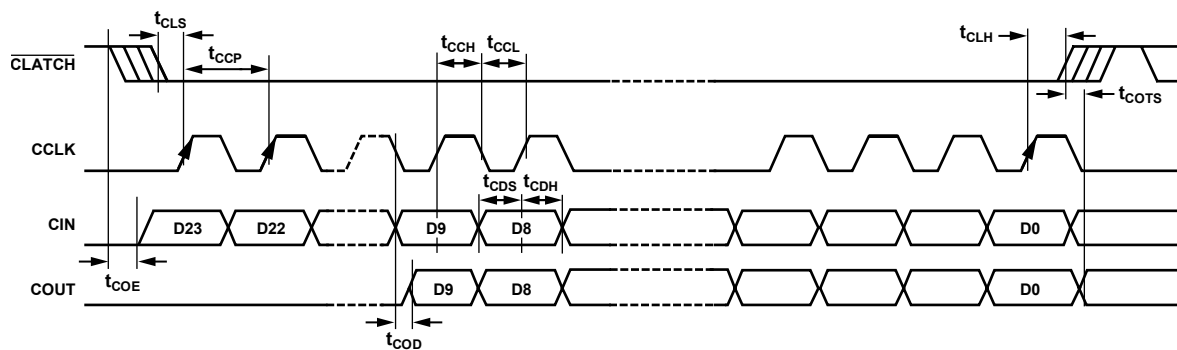 tCLS
tCCP
tCCH
tCCL
tCLH
CLATCH
tCOTS
CCLK
tCDS
tCDH
CIN
D23
D22
D9
D8
D0
tCOE
COUT
D9
D8
D0
tCOD